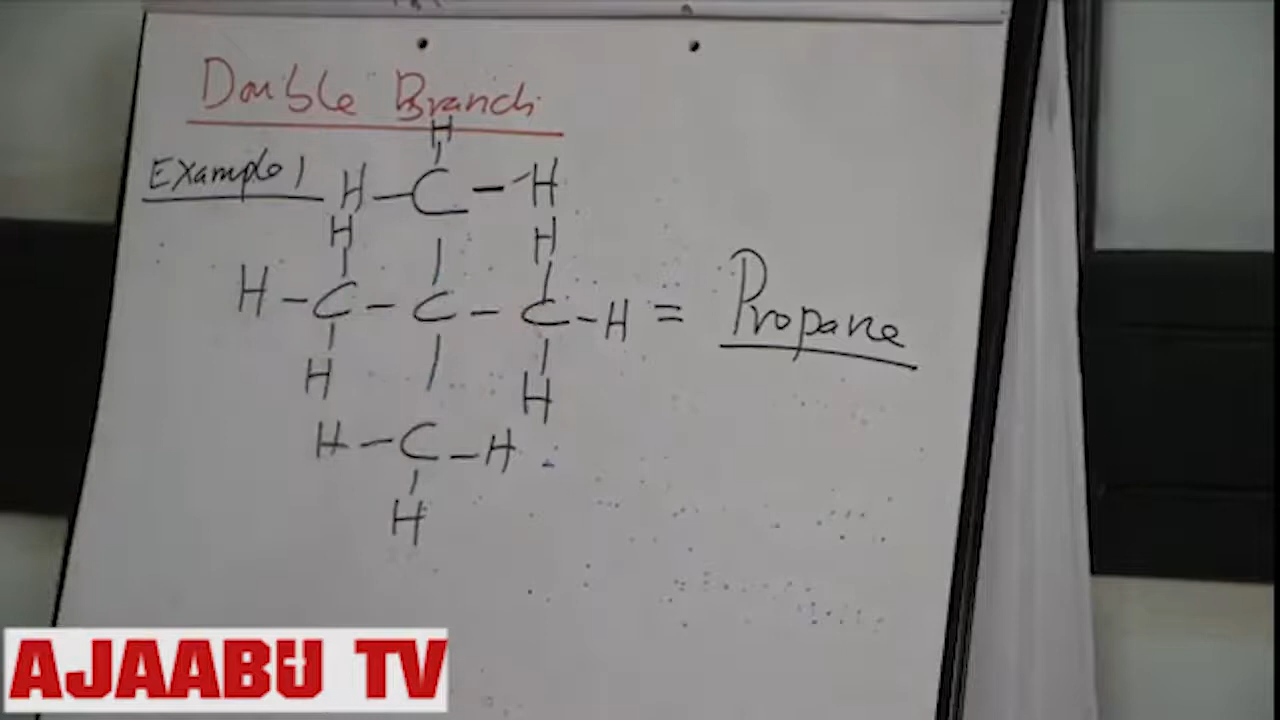 Double Branch
H
Example 1 H-C-H
H H
H-C-C-C-H = Propane
H H
H-C-H
H
AJAABU TV